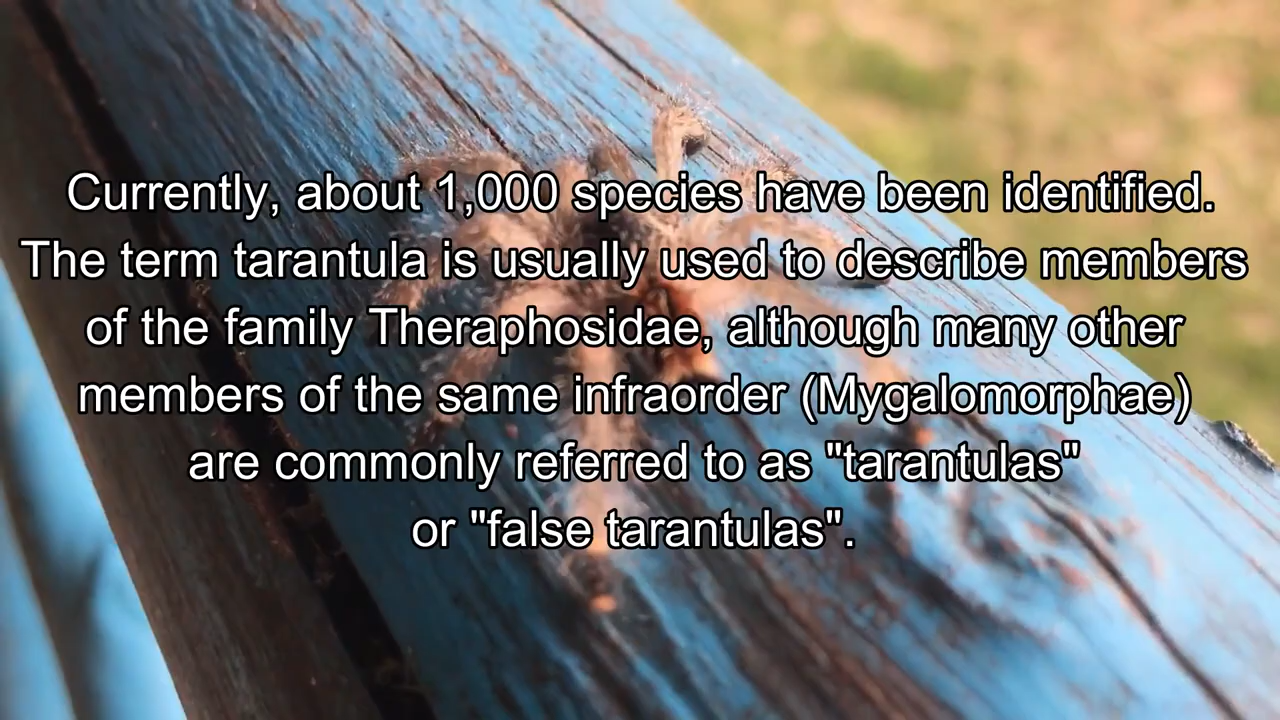 Currently, about 1,000 species have been identified.
The term tarantula is usually used to describe members
of the family Theraphosidae, although many other
members of the same infraorder (Mygalomorphae)
are commonly referred to as "tarantulas"
or "false tarantulas".